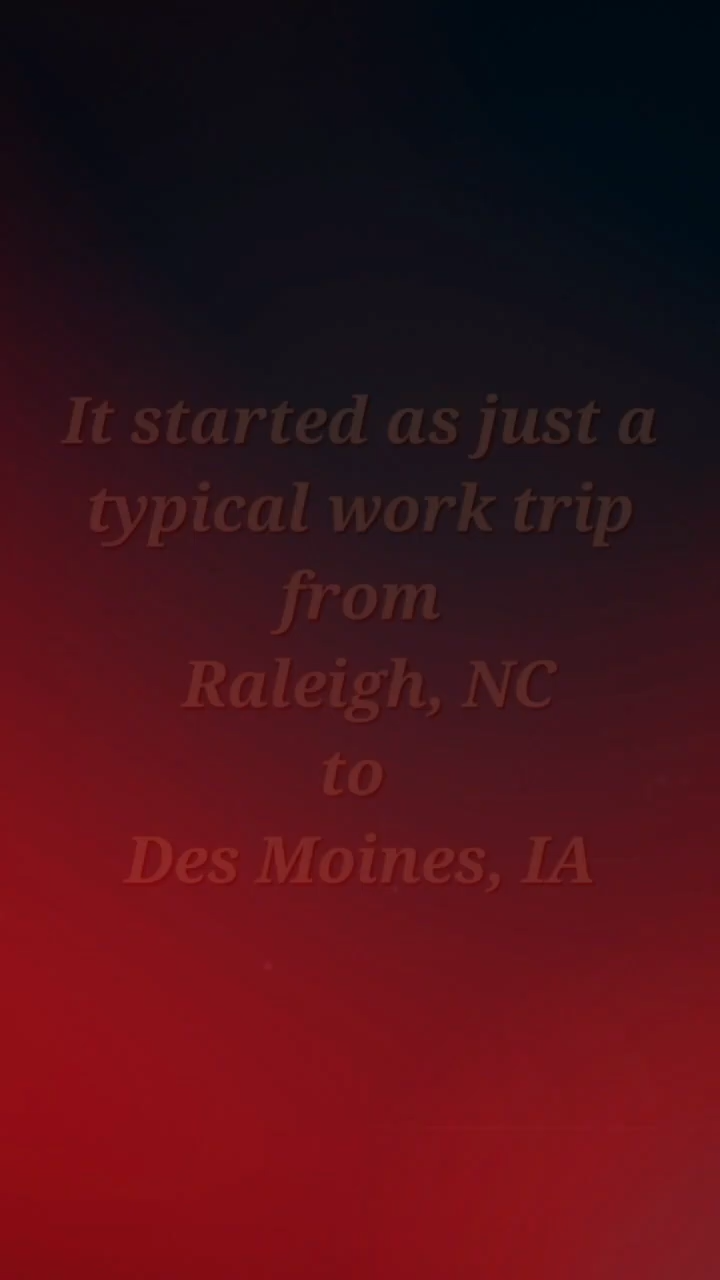 It started as just a
typical work trip
from
Raleigh, NC
to
Des Moines, IA